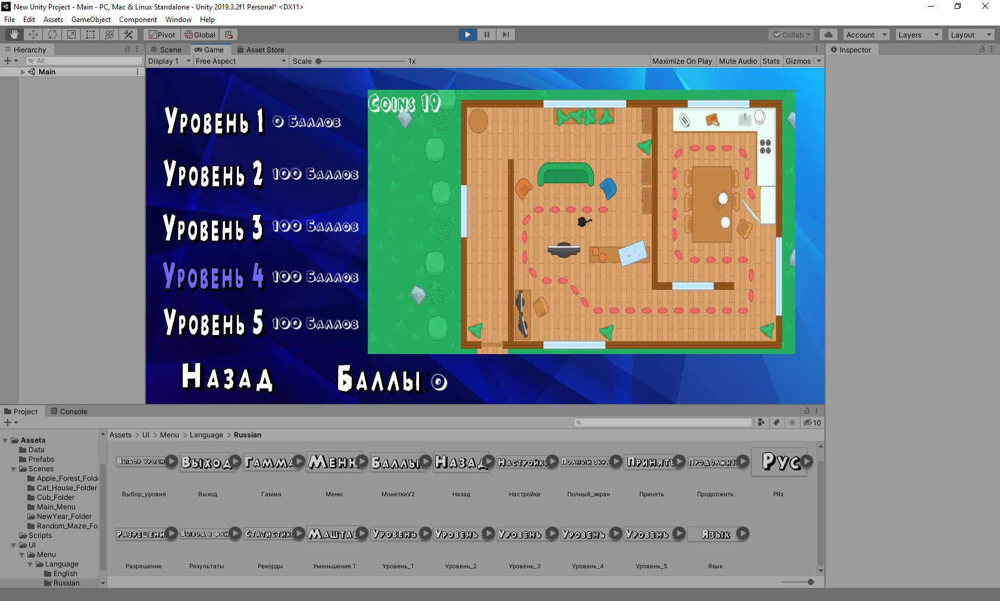 New Unity Project - Main - PC, Mac & Linux Standalone - Unity 2019.3.2f1 Personal* <DX11>
File Edit Assets GameObject Component Window Help
Pivot Global Collab Account Layers Layout
Hierarchy
All
Main
Scene Game Asset Store
Display 1 Free Aspect Scale 1x Maximize On Play Mute Audio Stats Gizmos
Inspector
Coins 19
Уровень 1 0 Баллов
Уровень 2 100 Баллов
Уровень 3 100 Баллов
Уровень 4 100 Баллов
Уровень 5 100 Баллов
Назад Баллы:0
Project Console
10
Assets
Data
Prefabs
Scenes
Apple_Forest_Folde
Cat_House_Folder
Cub_Folder
Main_Menu
NewYear_Folder
Random_Maze_Fo
Scripts
UI
Menu
Language
English
Russian
Assets > UI > Menu > Language > Russian
Выбор уровн Выход Гамма Меню Баллы Назад Настройк Полный экра Принять Продолжит Рус
Выбор_уровня Выход Гамма Меню МонеткиV2 Назад Настройки Полный_экран Принять Продолжить РЯз
Разрешени Вывод в фай Статистик Машта Уровень Уровень Уровень Уровень Уровень Язык
Разрешение Результаты Рекорды Уменьшение 1 Уровень_1 Уровень_2 Уровень_3 Уровень_4 Уровень_5 Язык